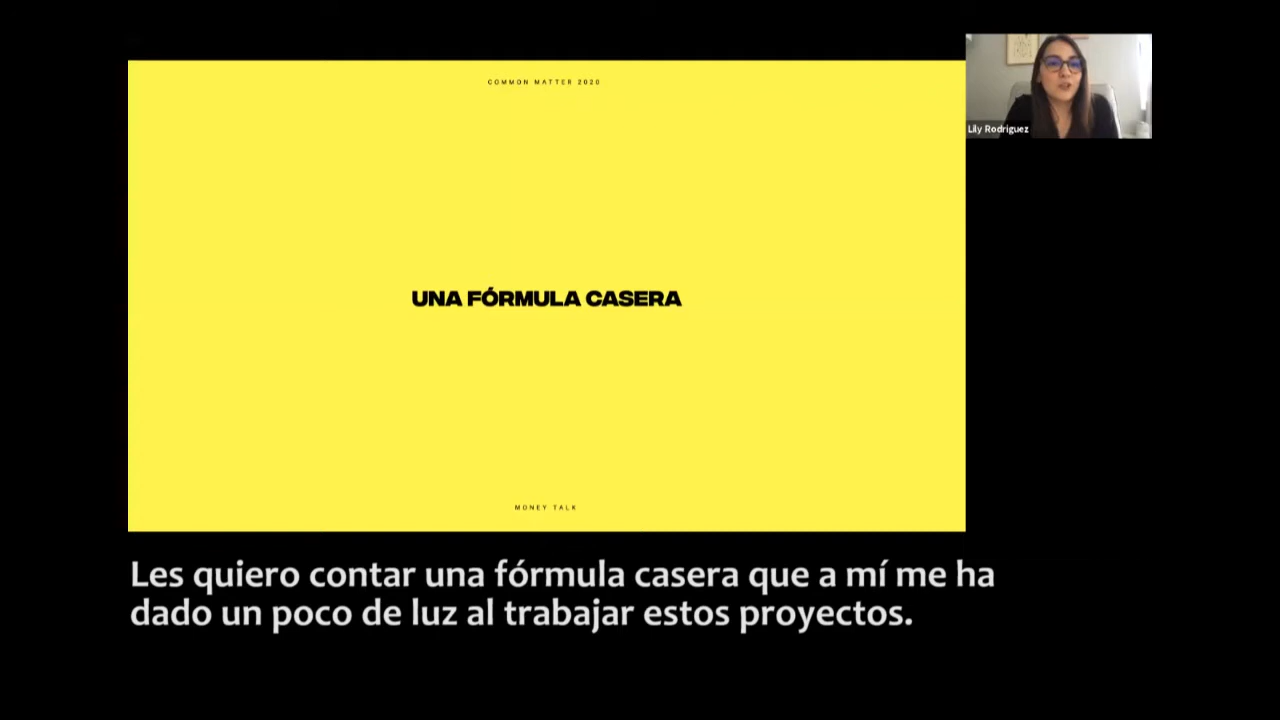 COMMON MATTER 2020
Lily Rodriguez
UNA FÓRMULA CASERA
MONEY TALK
Les quiero contar una fórmula casera que a mí me ha
dado un poco de luz al trabajar estos proyectos.